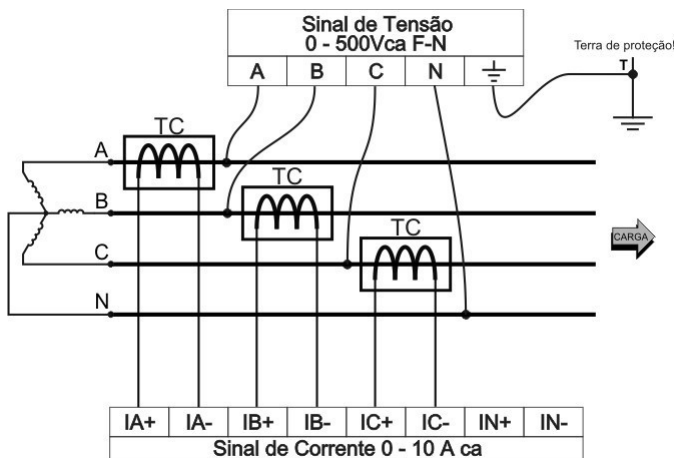 Sinal de Tensão
0 - 500Vca F-N
A B C N
Terra de proteção!
T
TC
A
TC
B
TC
CARGA
C
N
IA+ IA- IB+ IB- IC+ IC- IN+ IN-
Sinal de Corrente 0 - 10 A ca